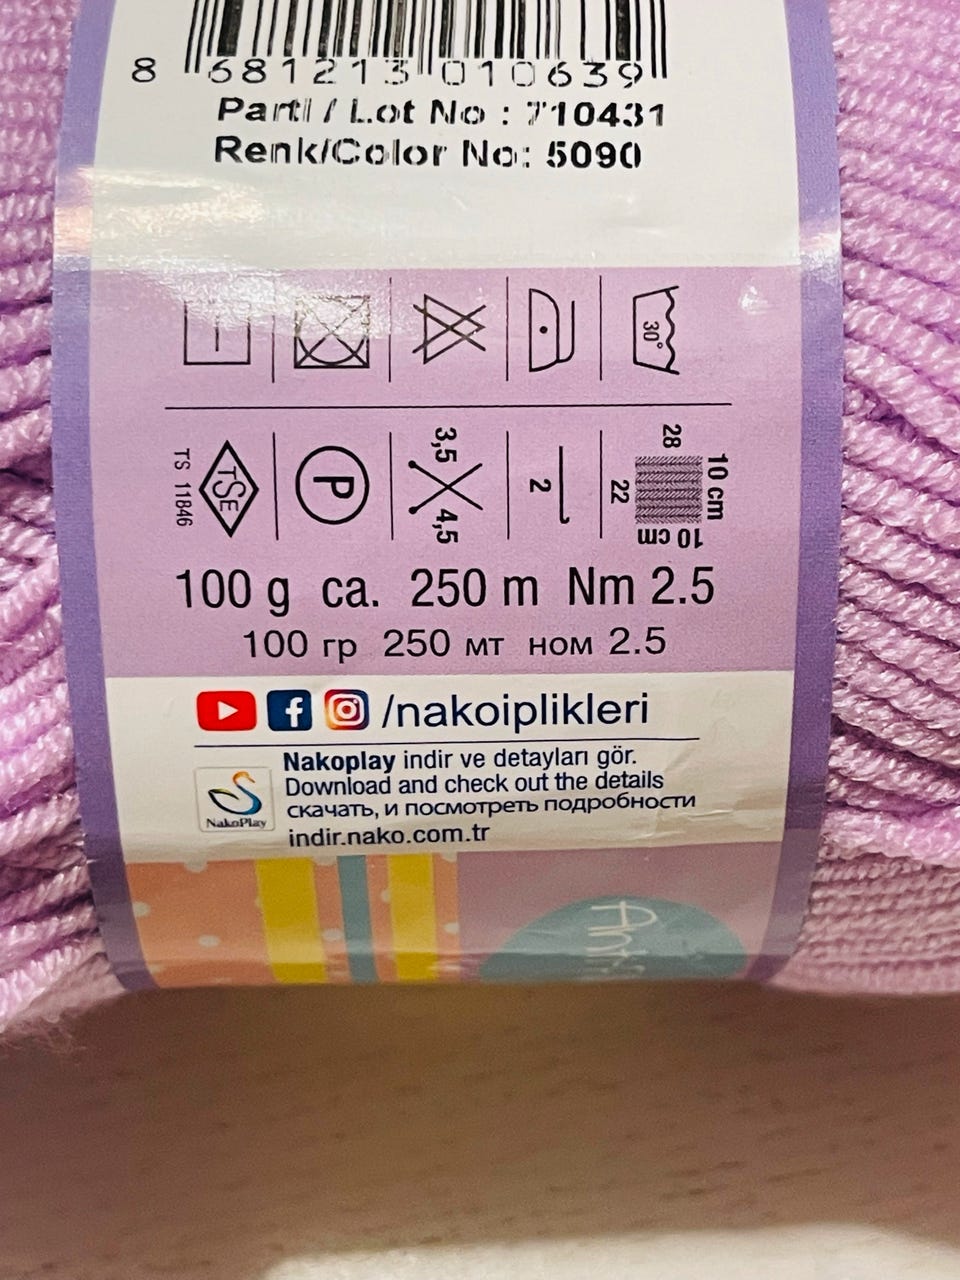 8 681213 010639
Parti / Lot No : 710431
Renk/Color No: 5090
30°
TS 11846
TSE
P
3,5
4,5
2
28
22
10 cm
10 cm
100 g ca. 250 m Nm 2.5
100 гр 250 мт ном 2.5
/nakoiplikleri
Nakoplay indir ve detayları gör.
Download and check out the details
скачать, и посмотреть подробности
NakoPlay
indir.nako.com.tr